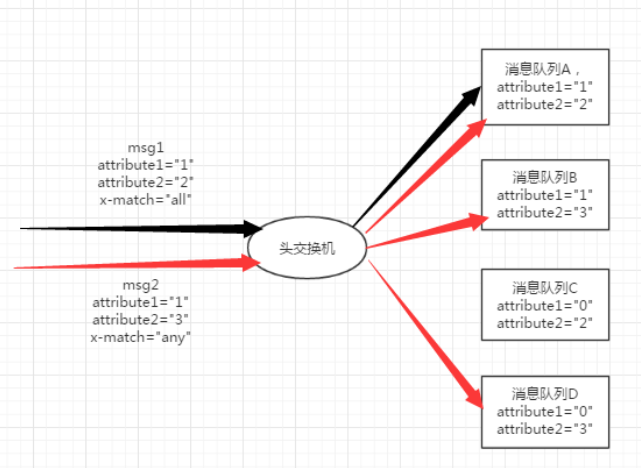 msg1
attribute1="1"
attribute2="2"
x-match="all"
msg2
attribute1="1"
attribute2="3"
x-match="any"
头交换机
消息队列A，
attribute1="1"
attribute2="2"
消息队列B
attribute1="1"
attribute2="3"
消息队列C
attribute1="0"
attribute2="2"
消息队列D
attribute1="0"
attribute2="3"